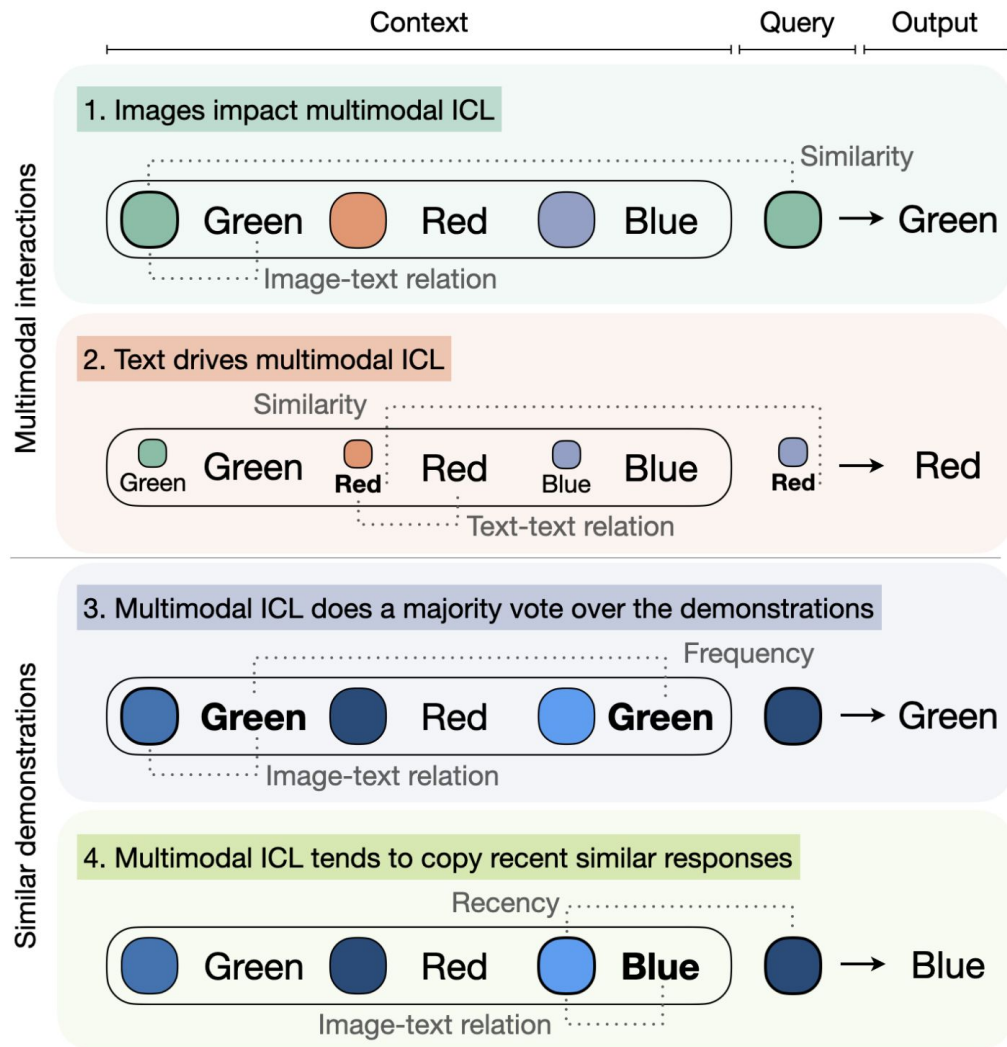 Context Query Output
Multimodal interactions
1. Images impact multimodal ICL
Similarity
Green Red Blue Green
Image-text relation
2. Text drives multimodal ICL
Similarity
Green Red Blue Red
Green Red Blue Red
Text-text relation
Similar demonstrations
3. Multimodal ICL does a majority vote over the demonstrations
Frequency
Green Red Green Green
Image-text relation
4. Multimodal ICL tends to copy recent similar responses
Recency
Green Red Blue Blue
Image-text relation